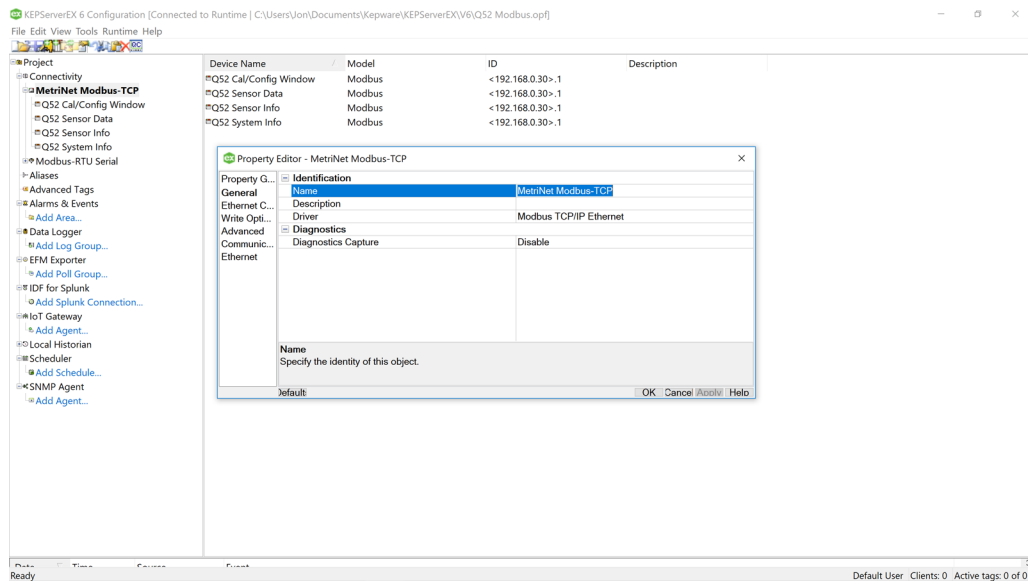 KEPServerEX 6 Configuration [Connected to Runtime | C:\Users\Jon\Documents\Kepware\KEPServerEX\V6\Q52 Modbus.opf]
File Edit View Tools Runtime Help
Project
Connectivity
MetriNet Modbus-TCP
Q52 Cal/Config Window
Q52 Sensor Data
Q52 Sensor Info
Q52 System Info
Modbus-RTU Serial
Aliases
Advanced Tags
Alarms & Events
Add Area...
Data Logger
Add Log Group...
EFM Exporter
Add Poll Group...
IDF for Splunk
Add Splunk Connection...
IoT Gateway
Add Agent...
Local Historian
Scheduler
Add Schedule...
SNMP Agent
Add Agent...
Device Name Model ID Description
Q52 Cal/Config Window Modbus <192.168.0.30>.1
Q52 Sensor Data Modbus <192.168.0.30>.1
Q52 Sensor Info Modbus <192.168.0.30>.1
Q52 System Info Modbus <192.168.0.30>.1
Property Editor - MetriNet Modbus-TCP
Property G...
General
Ethernet C...
Write Opti...
Advanced
Communic...
Ethernet
Identification
Name MetriNet Modbus-TCP
Description
Driver Modbus TCP/IP Ethernet
Diagnostics
Diagnostics Capture Disable
Name
Specify the identity of this object.
Defaults OK Cancel Apply Help
Date Time Source Event
Ready Default User Clients: 0 Active tags: 0 of 0